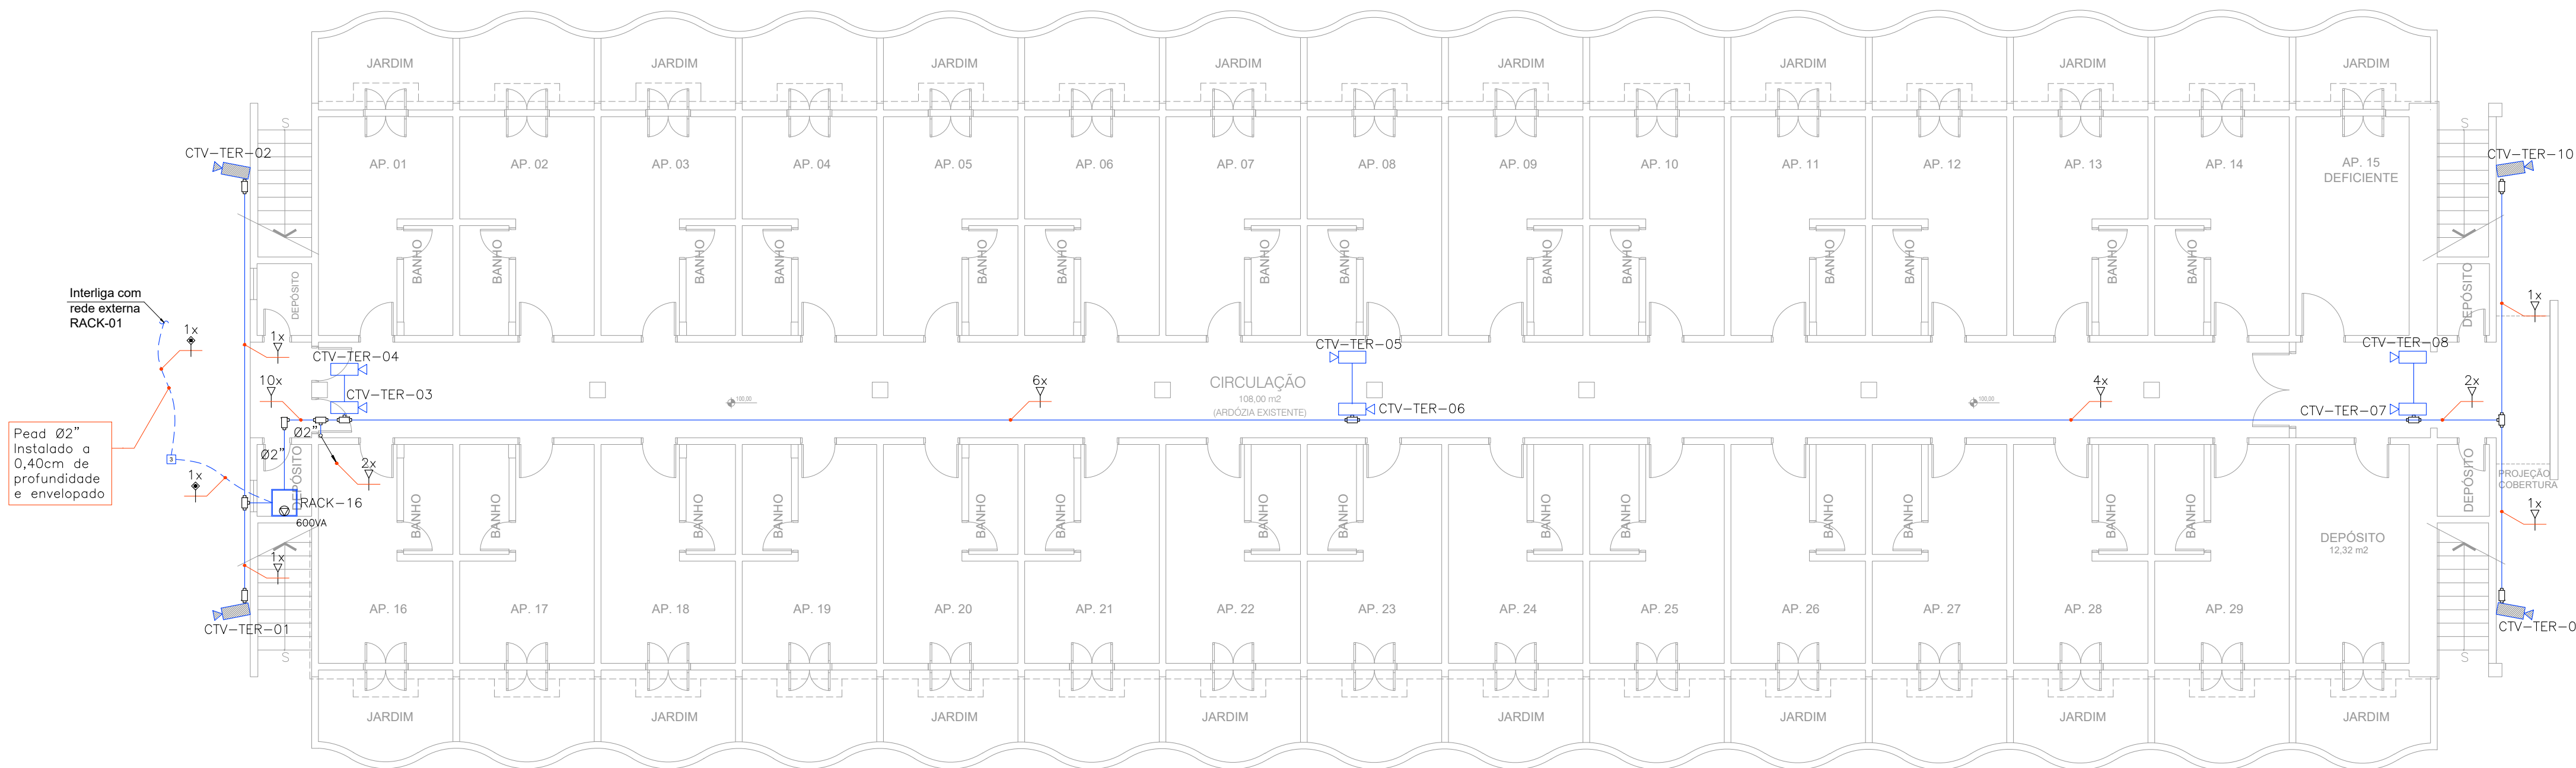 JARDIM
JARDIM
JARDIM
JARDIM
JARDIM
JARDIM
JARDIM
JARDIM
S
S
CTV-TER-02
CTV-TER-10
AP. 01
AP. 02
AP. 03
AP. 04
AP. 05
AP. 06
AP. 07
AP. 08
AP. 09
AP. 10
AP. 11
AP. 12
AP. 13
AP. 14
AP. 15
DEFICIENTE
BANHO
BANHO
BANHO
BANHO
BANHO
BANHO
BANHO
BANHO
BANHO
BANHO
BANHO
BANHO
BANHO
BANHO
DEPÓSITO
DEPÓSITO
Interliga com
rede externa
RACK-01
1x
1x
1x
CTV-TER-04
CTV-TER-03
CTV-TER-05
CTV-TER-06
CTV-TER-08
CTV-TER-07
10x
6x
4x
2x
100,00
100,00
CIRCULAÇÃO
108,00 m2
(ARDÓZIA EXISTENTE)
Pead Ø2"
Instalado a
0,40cm de
profundidade
e envelopado
3
1x
Ø2"
Ø2"
2x
DEPÓSITO
RACK-16
600VA
DEPÓSITO
PROJEÇÃO
COBERTURA
1x
1x
BANHO
BANHO
BANHO
BANHO
BANHO
BANHO
BANHO
BANHO
BANHO
BANHO
BANHO
BANHO
BANHO
BANHO
DEPÓSITO
12,32 m2
AP. 16
AP. 17
AP. 18
AP. 19
AP. 20
AP. 21
AP. 22
AP. 23
AP. 24
AP. 25
AP. 26
AP. 27
AP. 28
AP. 29
CTV-TER-01
CTV-TER-0
S
S
JARDIM
JARDIM
JARDIM
JARDIM
JARDIM
JARDIM
JARDIM
JARDIM